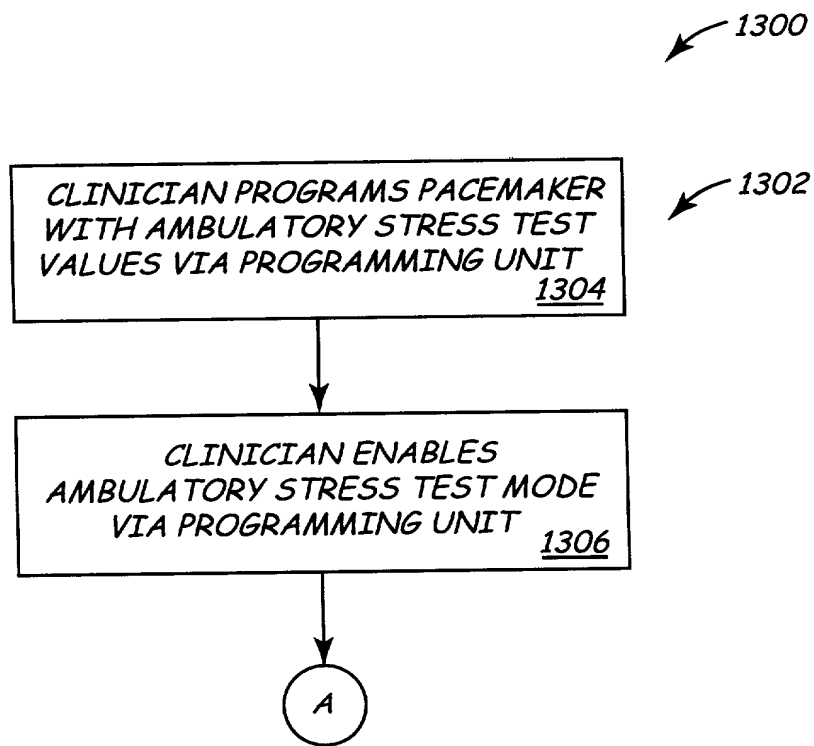 1300
1302
CLINICIAN PROGRAMS PACEMAKER
WITH AMBULATORY STRESS TEST
VALUES VIA PROGRAMMING UNIT
1304
CLINICIAN ENABLES
AMBULATORY STRESS TEST MODE
VIA PROGRAMMING UNIT
1306
A